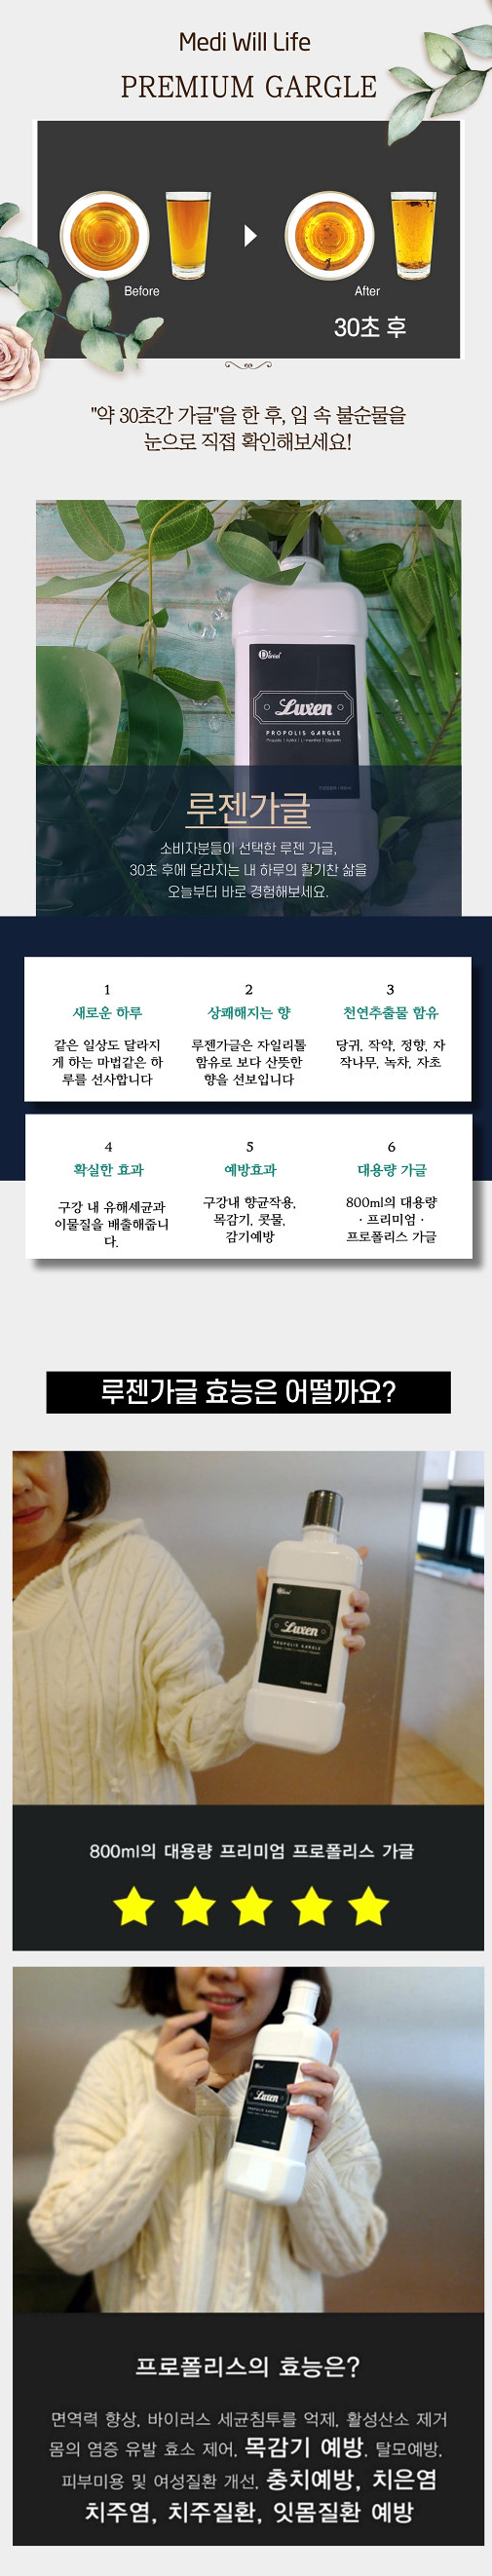 Medi Will Life
PREMIUM GARGLE
Before
After
30초 후
"약 30초간 가글"을 한 후, 입 속 불순물을
눈으로 직접 확인해보세요!
Daniel
Luxen
PROPOLIS GARGLE
루젠가글
소비자분들이 선택한 루젠 가글,
30초 후에 달라지는 내 하루의 활기찬 삶을
오늘부터 바로 경험해보세요.
1
새로운 하루
같은 일상도 달라지
게 하는 마법같은 하
루를 선사합니다
2
상쾌해지는 향
루젠가글은 자일리톨
함유로 보다 산뜻한
향을 선보입니다
3
천연추출물 함유
당귀, 작약, 정향, 자
작나무, 녹차, 자초
4
확실한 효과
구강 내 유해세균과
이물질을 배출해줍니
다.
5
예방효과
구강내 향균작용,
목감기, 콧물,
감기예방
6
대용량 가글
800ml의 대용량
· 프리미엄 ·
프로폴리스 가글
루젠가글 효능은 어떨까요?
Daniel
Luxen
PROPOLIS GARGLE
800ml의 대용량 프리미엄 프로폴리스 가글
Luxen
PROPOLIS GARGLE
프로폴리스의 효능은?
면역력 향상, 바이러스 세균침투를 억제, 활성산소 제거
몸의 염증 유발 효소 제어, 목감기 예방, 탈모예방,
피부미용 및 여성질환 개선, 충치예방, 치은염
치주염, 치주질환, 잇몸질환 예방